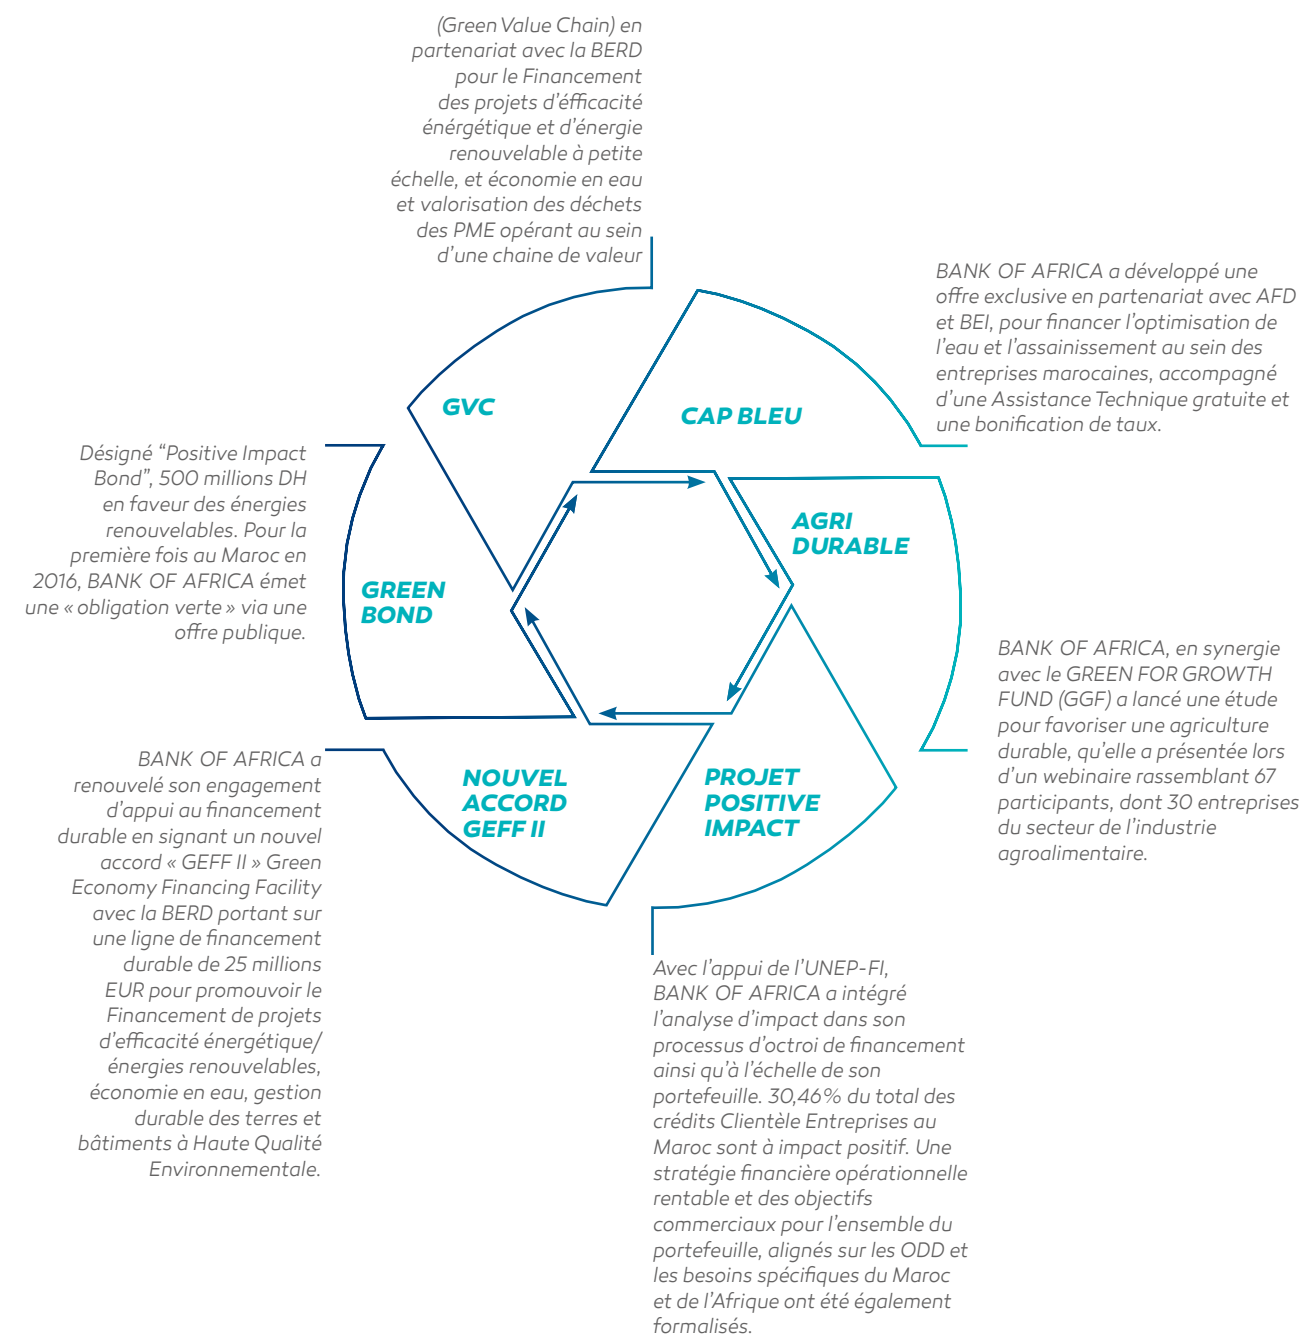 (Green Value Chain) en
partenariat avec la BERD
pour le Financement
des projets d'éfficacité
énérgétique et d'énergie
renouvelable à petite
échelle, et économie en eau
et valorisation des déchets
des PME opérant au sein
d'une chaine de valeur
GVC
BANK OF AFRICA a développé une
offre exclusive en partenariat avec AFD
et BEI, pour financer l'optimisation de
l'eau et l'assainissement au sein des
entreprises marocaines, accompagné
d'une Assistance Technique gratuite et
une bonification de taux.
CAP BLEU
Désigné “Positive Impact
Bond”, 500 millions DH
en faveur des énergies
renouvelables. Pour la
première fois au Maroc en
2016, BANK OF AFRICA émet
une « obligation verte » via une
offre publique.
GREEN
BOND
AGRI
DURABLE
BANK OF AFRICA, en synergie
avec le GREEN FOR GROWTH
FUND (GGF) a lancé une étude
pour favoriser une agriculture
durable, qu'elle a présentée lors
d'un webinaire rassemblant 67
participants, dont 30 entreprises
du secteur de l'industrie
agroalimentaire.
BANK OF AFRICA a
renouvelé son engagement
d'appui au financement
durable en signant un nouvel
accord « GEFF II » Green
Economy Financing Facility
avec la BERD portant sur
une ligne de financement
durable de 25 millions
EUR pour promouvoir le
Financement de projets
d'efficacité énergétique/
énergies renouvelables,
économie en eau, gestion
durable des terres et
bâtiments à Haute Qualité
Environnementale.
NOUVEL
ACCORD
GEFF II
PROJET
POSITIVE
IMPACT
Avec l'appui de l'UNEP-FI,
BANK OF AFRICA a intégré
l'analyse d'impact dans son
processus d'octroi de financement
ainsi qu'à l'échelle de son
portefeuille. 30,46% du total des
crédits Clientèle Entreprises au
Maroc sont à impact positif. Une
stratégie financière opérationnelle
rentable et des objectifs
commerciaux pour l'ensemble du
portefeuille, alignés sur les ODD et
les besoins spécifiques du Maroc
et de l'Afrique ont été également
formalisés.